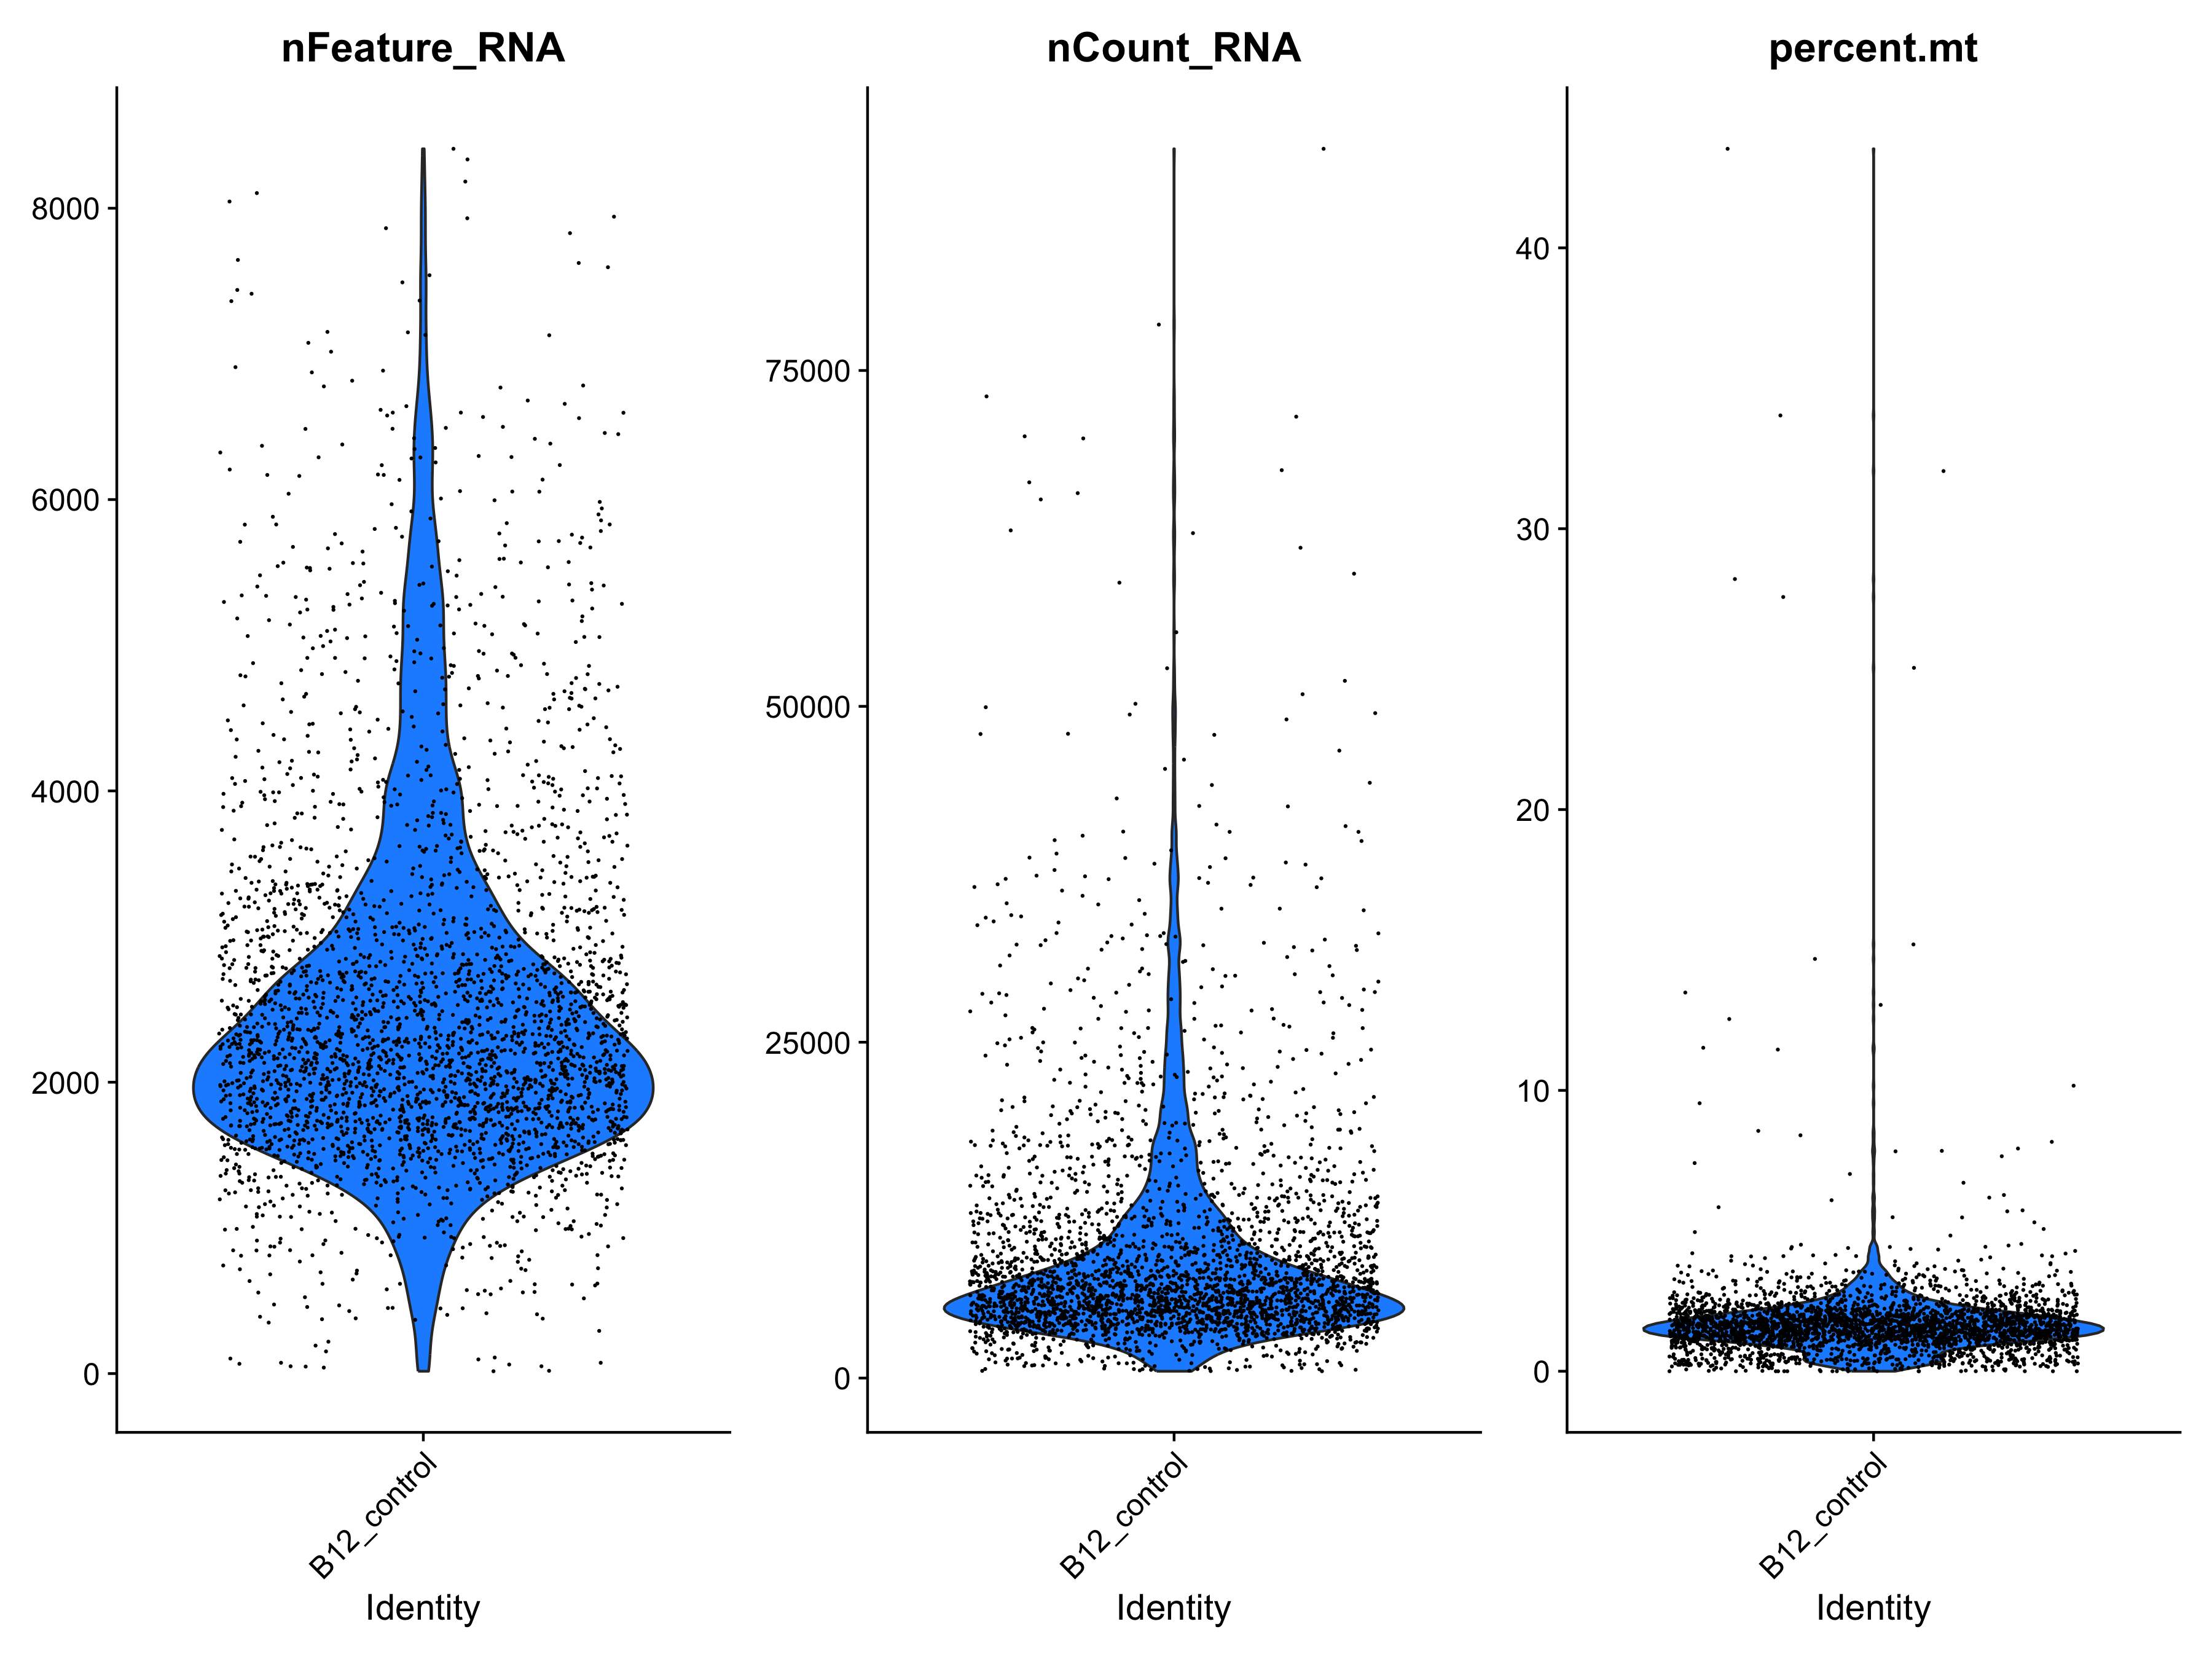 nFeature_RNA
8000
6000
4000
2000
0
B12_control
Identity
nCount_RNA
75000
50000
25000
0
B12_control
Identity
percent.mt
40
30
20
10
0
B12_control
Identity